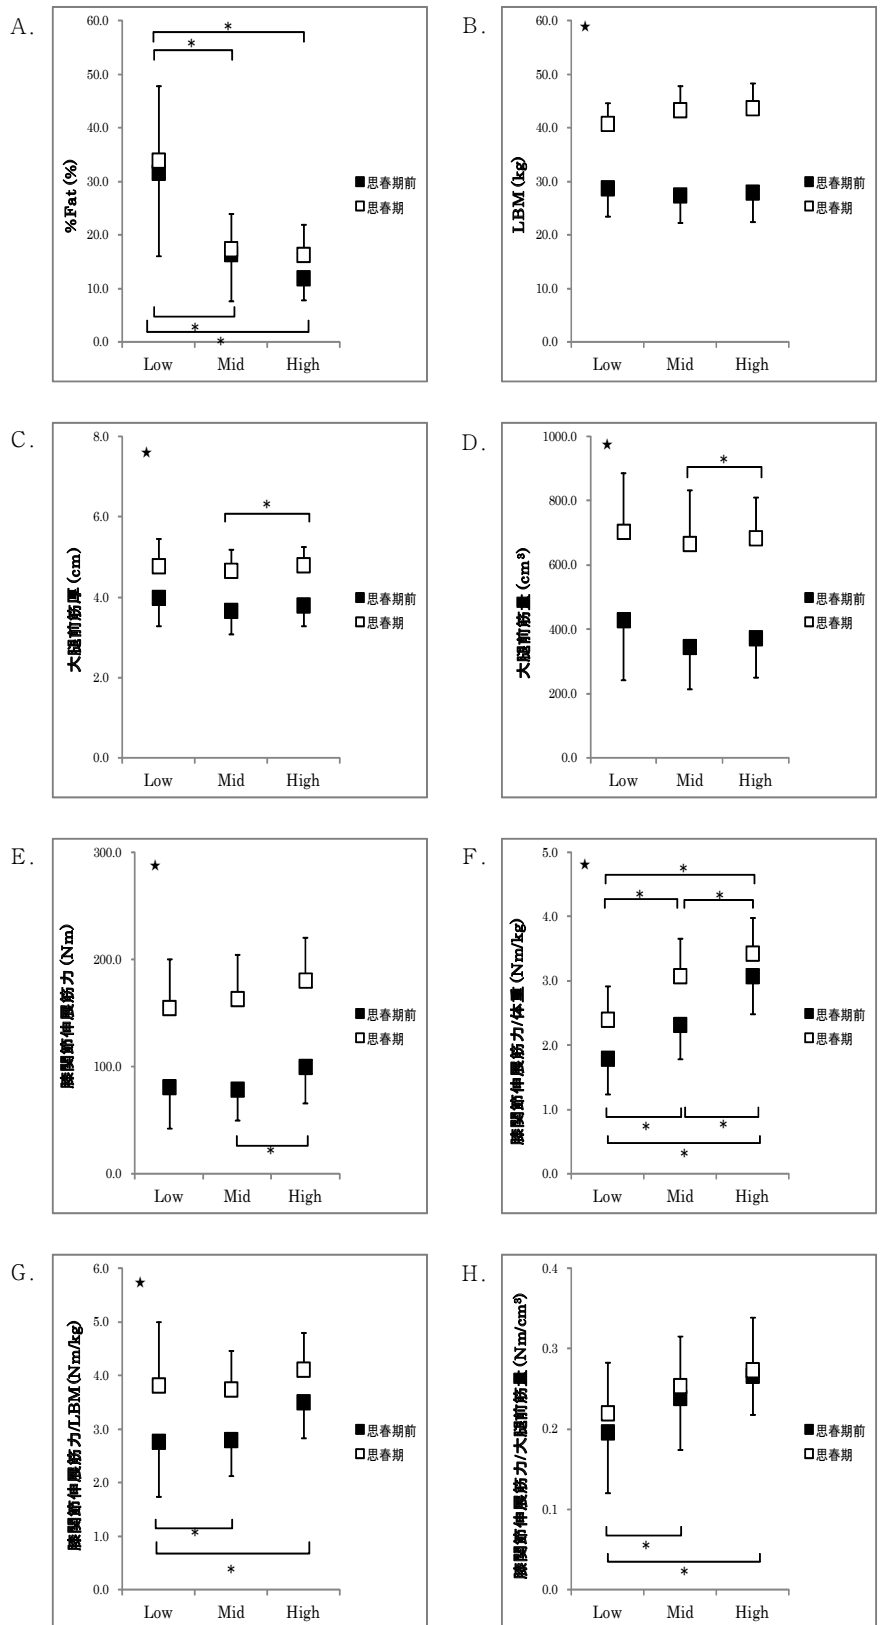 A.
60.0
50.0
40.0
30.0
20.0
10.0
0.0
%Fat (%)
*
*
*
*
Low Mid High
■思春期前
□思春期
B.
60.0
50.0
40.0
30.0
20.0
10.0
0.0
LBM (kg)
★
Low Mid High
■思春期前
□思春期
C.
8.0
6.0
4.0
2.0
0.0
大腿前筋厚 (cm)
★
*
Low Mid High
■思春期前
□思春期
D.
1000.0
800.0
600.0
400.0
200.0
0.0
大腿前筋量 (cm³)
★
*
Low Mid High
■思春期前
□思春期
E.
300.0
200.0
100.0
0.0
膝関節伸展筋力 (Nm)
★
*
Low Mid High
■思春期前
□思春期
F.
5.0
4.0
3.0
2.0
1.0
0.0
膝関節伸展筋力/体重 (Nm/kg)
★
*
*
*
*
*
*
Low Mid High
■思春期前
□思春期
G.
6.0
5.0
4.0
3.0
2.0
1.0
0.0
膝関節伸展筋力/LBM(Nm/kg)
★
*
*
Low Mid High
■思春期前
□思春期
H.
0.4
0.3
0.2
0.1
0.0
膝関節伸展筋力/大腿前筋量 (Nm/cm³)
*
*
Low Mid High
■思春期前
□思春期